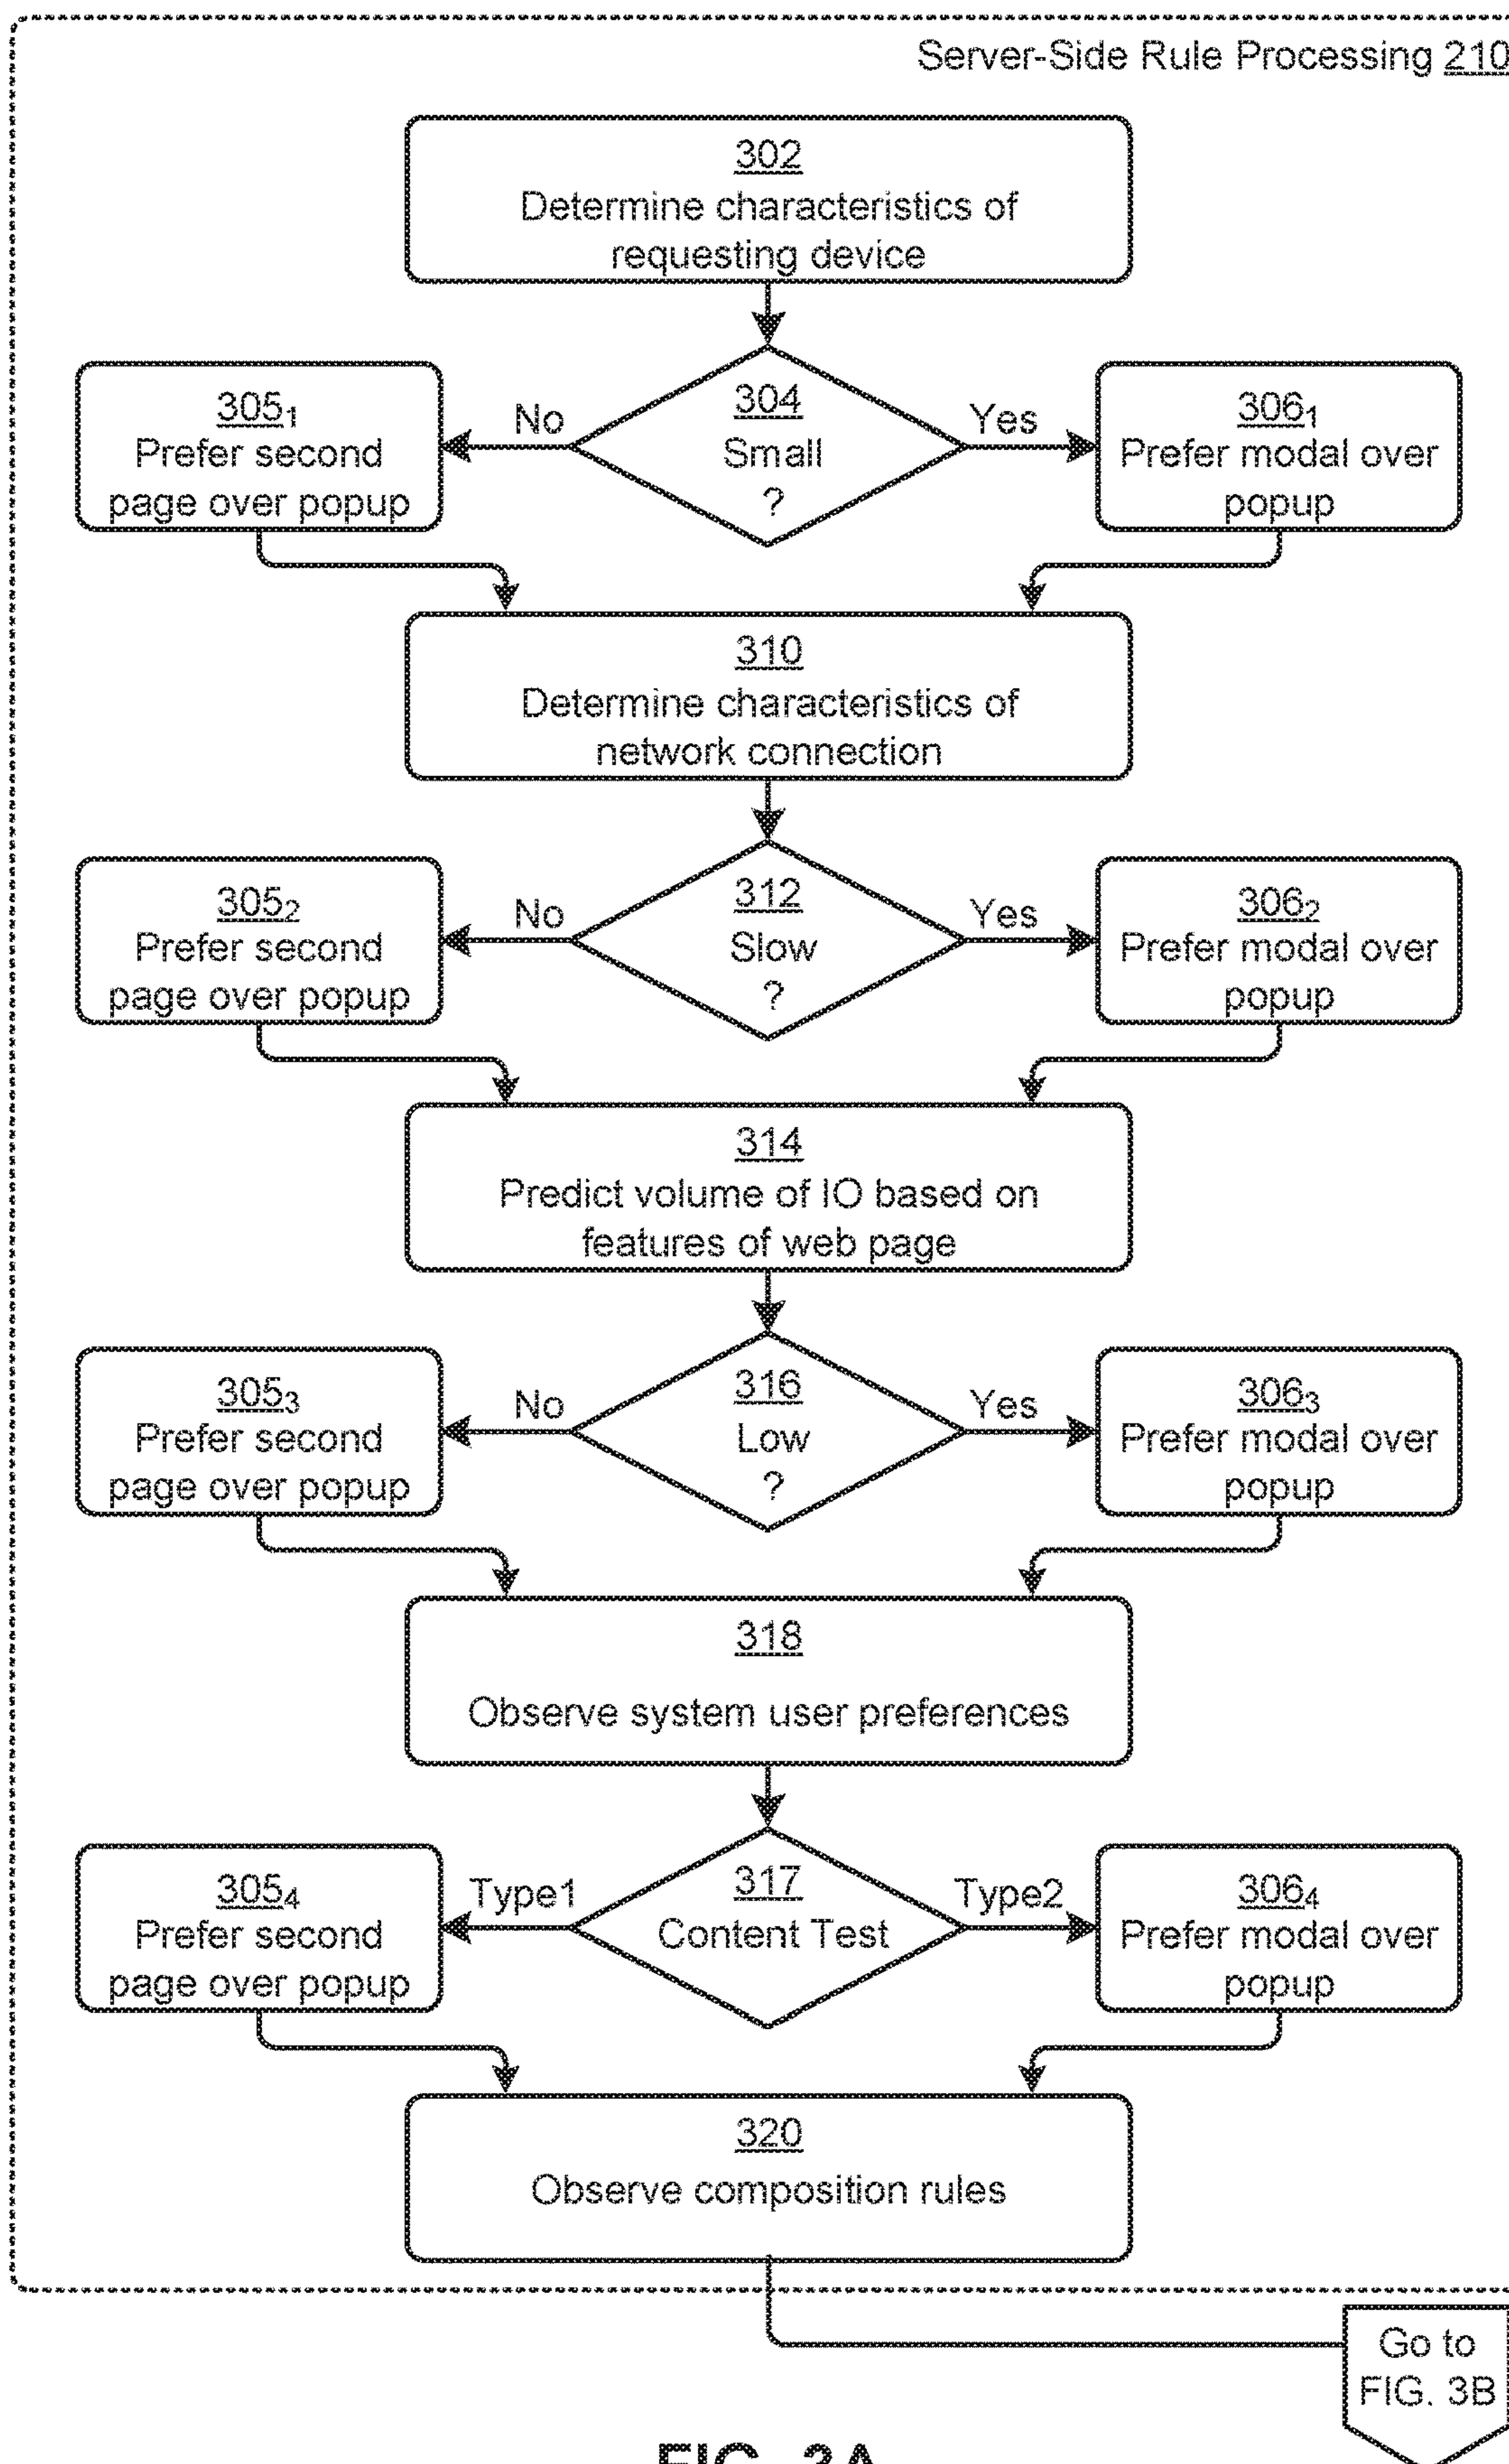 Server-Side Rule Processing 210
302
Determine characteristics of
requesting device
305₁
Prefer second
page over popup
No
304
Small
?
Yes
306₁
Prefer modal over
popup
310
Determine characteristics of
network connection
305₂
Prefer second
page over popup
No
312
Slow
?
Yes
306₂
Prefer modal over
popup
314
Predict volume of IO based on
features of web page
305₃
Prefer second
page over popup
No
316
Low
?
Yes
306₃
Prefer modal over
popup
318
Observe system user preferences
305₄
Prefer second
page over popup
Type1
317
Content Test
Type2
306₄
Prefer modal over
popup
320
Observe composition rules
Go to
FIG. 3B
FIG. 3A